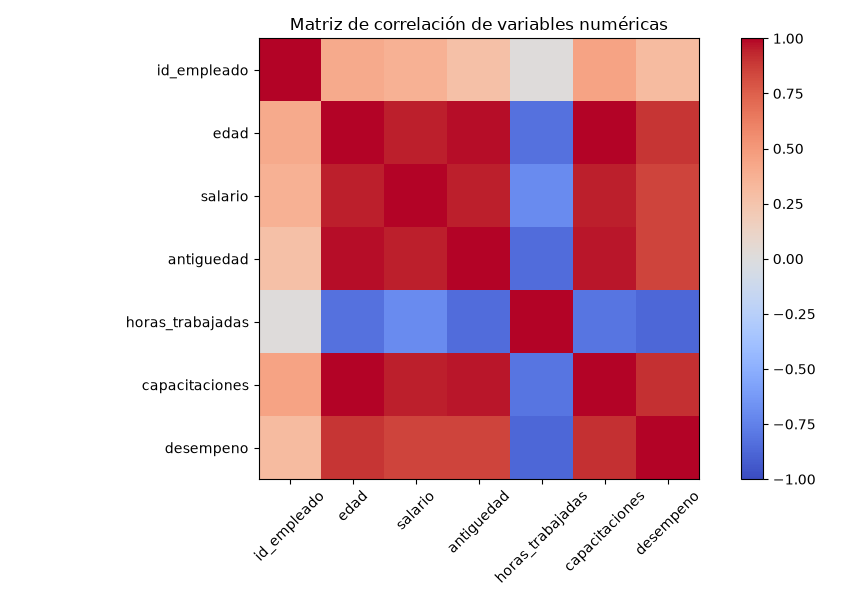 Matriz de correlación de variables numéricas
id_empleado
edad
salario
antiguedad
horas_trabajadas
capacitaciones
desempeno
id_empleado
edad
salario
antiguedad
horas_trabajadas
capacitaciones
desempeno
1.00
0.75
0.50
0.25
0.00
−0.25
−0.50
−0.75
−1.00